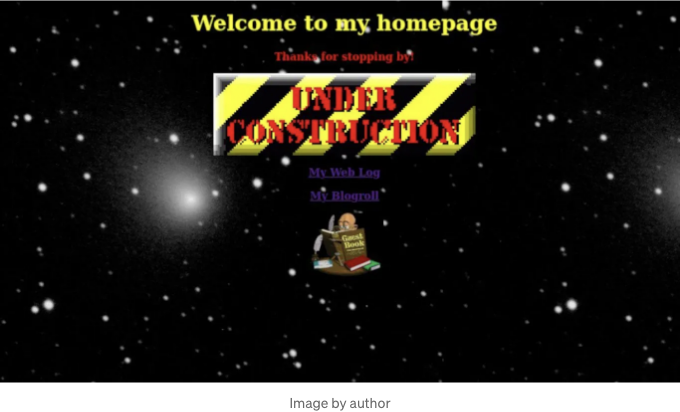 Welcome to my homepage
Thanks for stopping by!
UNDER
CONSTRUCTION
My Web Log
My Blogroll
Guest
Book
Image by author